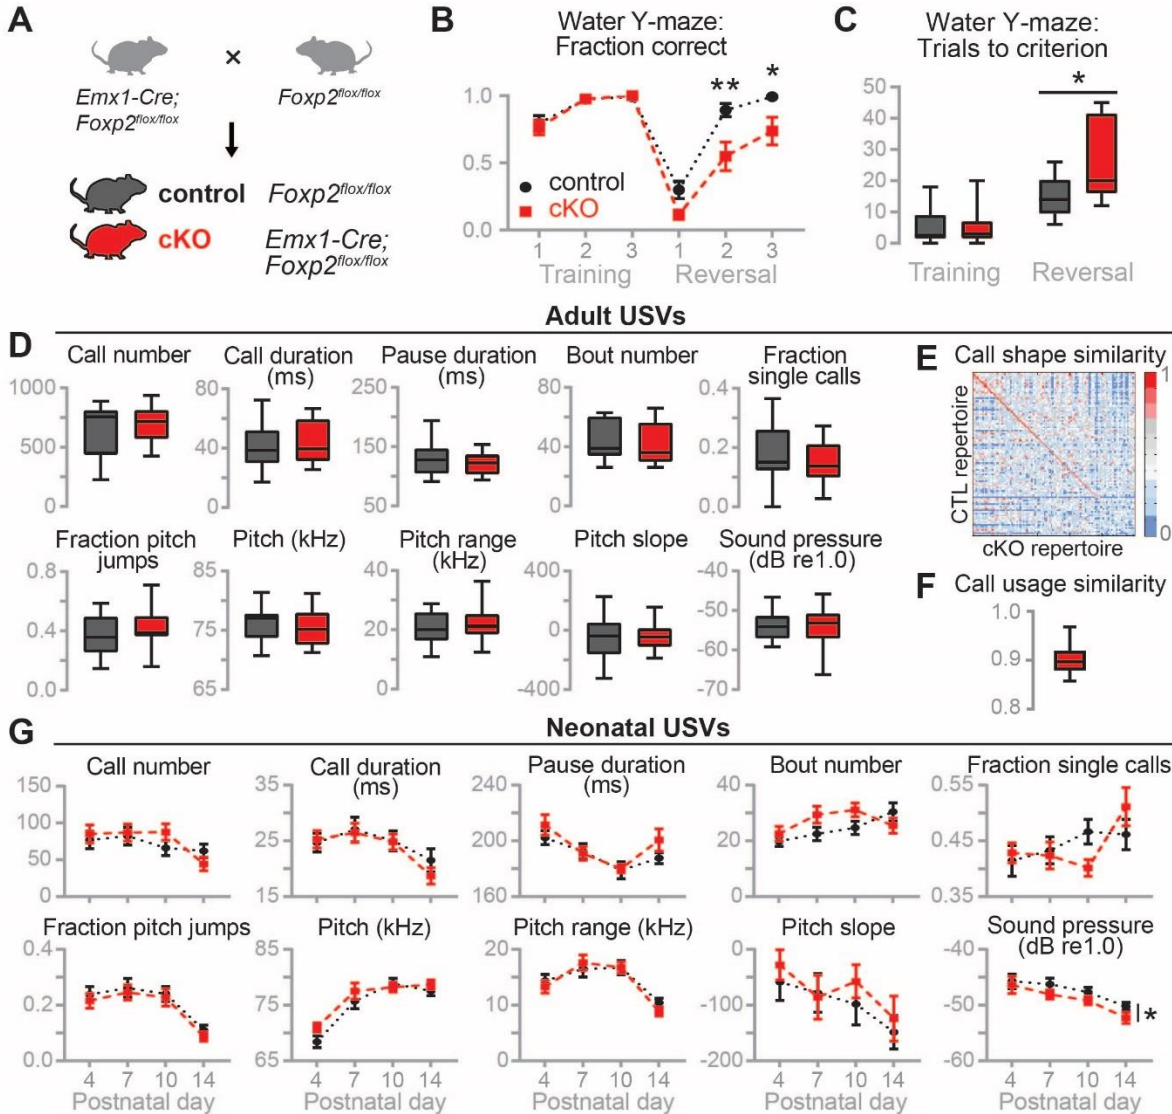 A
×
Emx1-Cre;
Foxp2flox/flox
Foxp2flox/flox
control
Foxp2flox/flox
cKO
Emx1-Cre;
Foxp2flox/flox
B
Water Y-maze:
Fraction correct
1.0
0.5
0.0
**
*
control
cKO
1 2 3 1 2 3
Training Reversal
C
Water Y-maze:
Trials to criterion
50
40
30
20
10
0
*
Training Reversal
Adult USVs
D
Call number
1000
500
0
Call duration
(ms)
80
40
0
Pause duration
(ms)
250
150
50
Bout number
80
40
0
Fraction
single calls
0.4
0.2
0.0
Fraction pitch
jumps
0.8
0.4
0.0
Pitch (kHz)
85
75
65
Pitch range
(kHz)
40
20
0
Pitch slope
400
0
-400
Sound pressure
(dB re1.0)
-40
-50
-60
-70
E
Call shape similarity
CTL repertoire
cKO repertoire
1
0
F
Call usage similarity
1.0
0.9
0.8
Neonatal USVs
G
Call number
150
100
50
0
Call duration
(ms)
35
25
15
Pause duration
(ms)
240
200
160
Bout number
40
20
0
Fraction single calls
0.55
0.45
0.35
Fraction pitch jumps
0.4
0.2
0.0
4 7 10 14
Postnatal day
Pitch (kHz)
85
75
65
4 7 10 14
Postnatal day
Pitch range (kHz)
20
10
0
4 7 10 14
Postnatal day
Pitch slope
0
-100
-200
4 7 10 14
Postnatal day
Sound pressure
(dB re1.0)
-40
-50
-60
*
4 7 10 14
Postnatal day